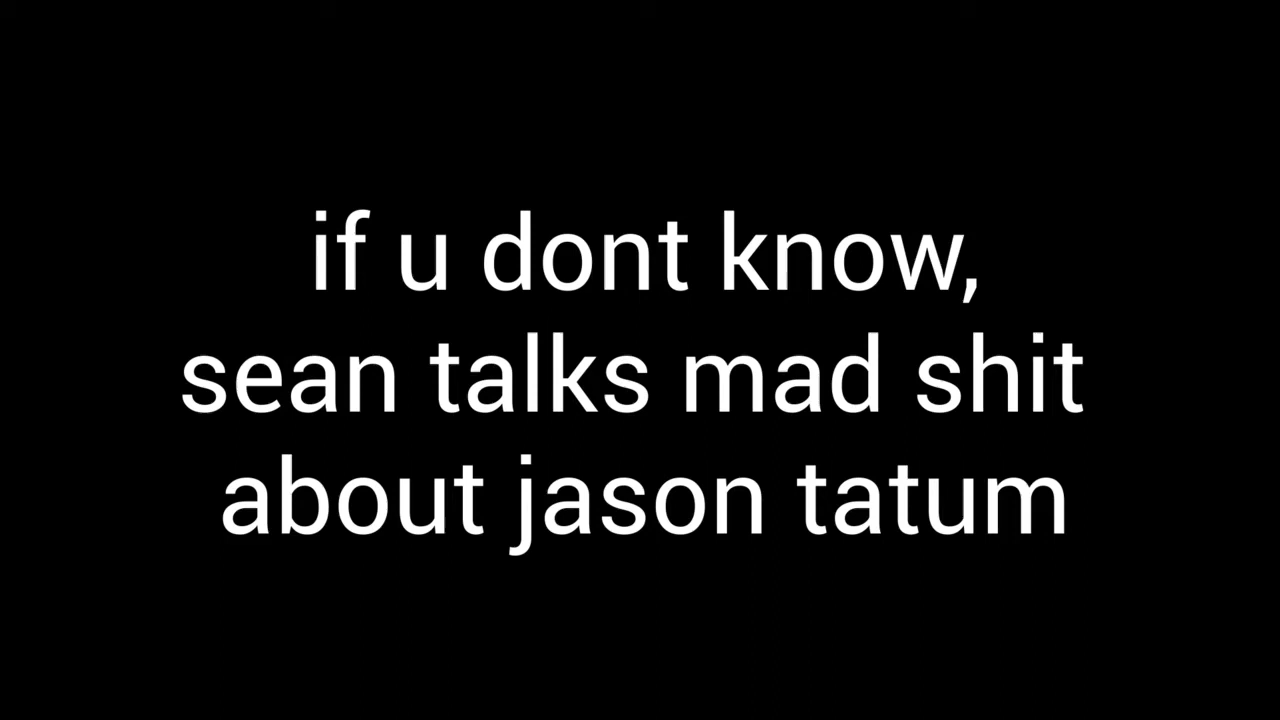 if u dont know,
sean talks mad shit
about jason tatum